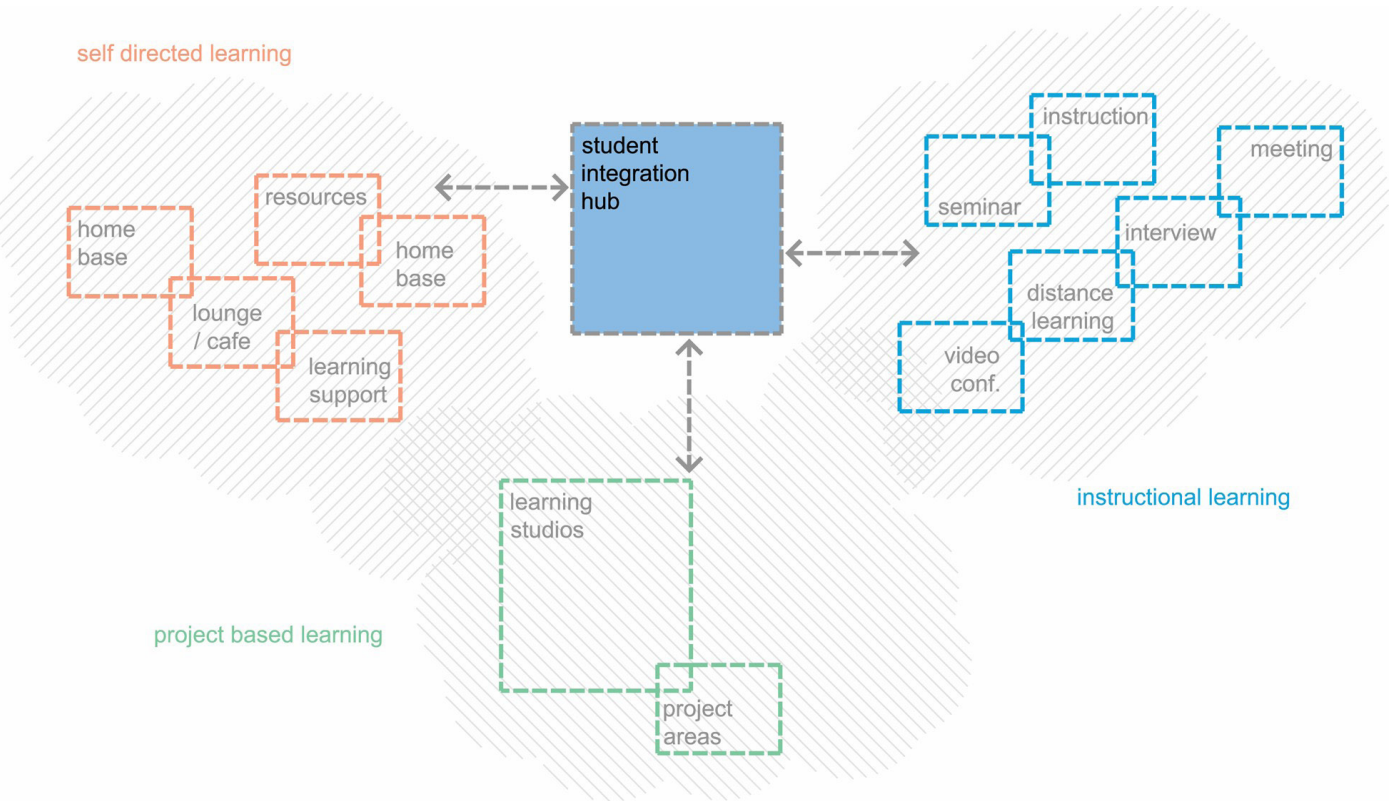 self directed learning
resources
home
base
home
base
lounge
/ cafe
learning
support
student
integration
hub
instruction
seminar
meeting
interview
distance
learning
video
conf.
instructional learning
learning
studios
project based learning
project
areas